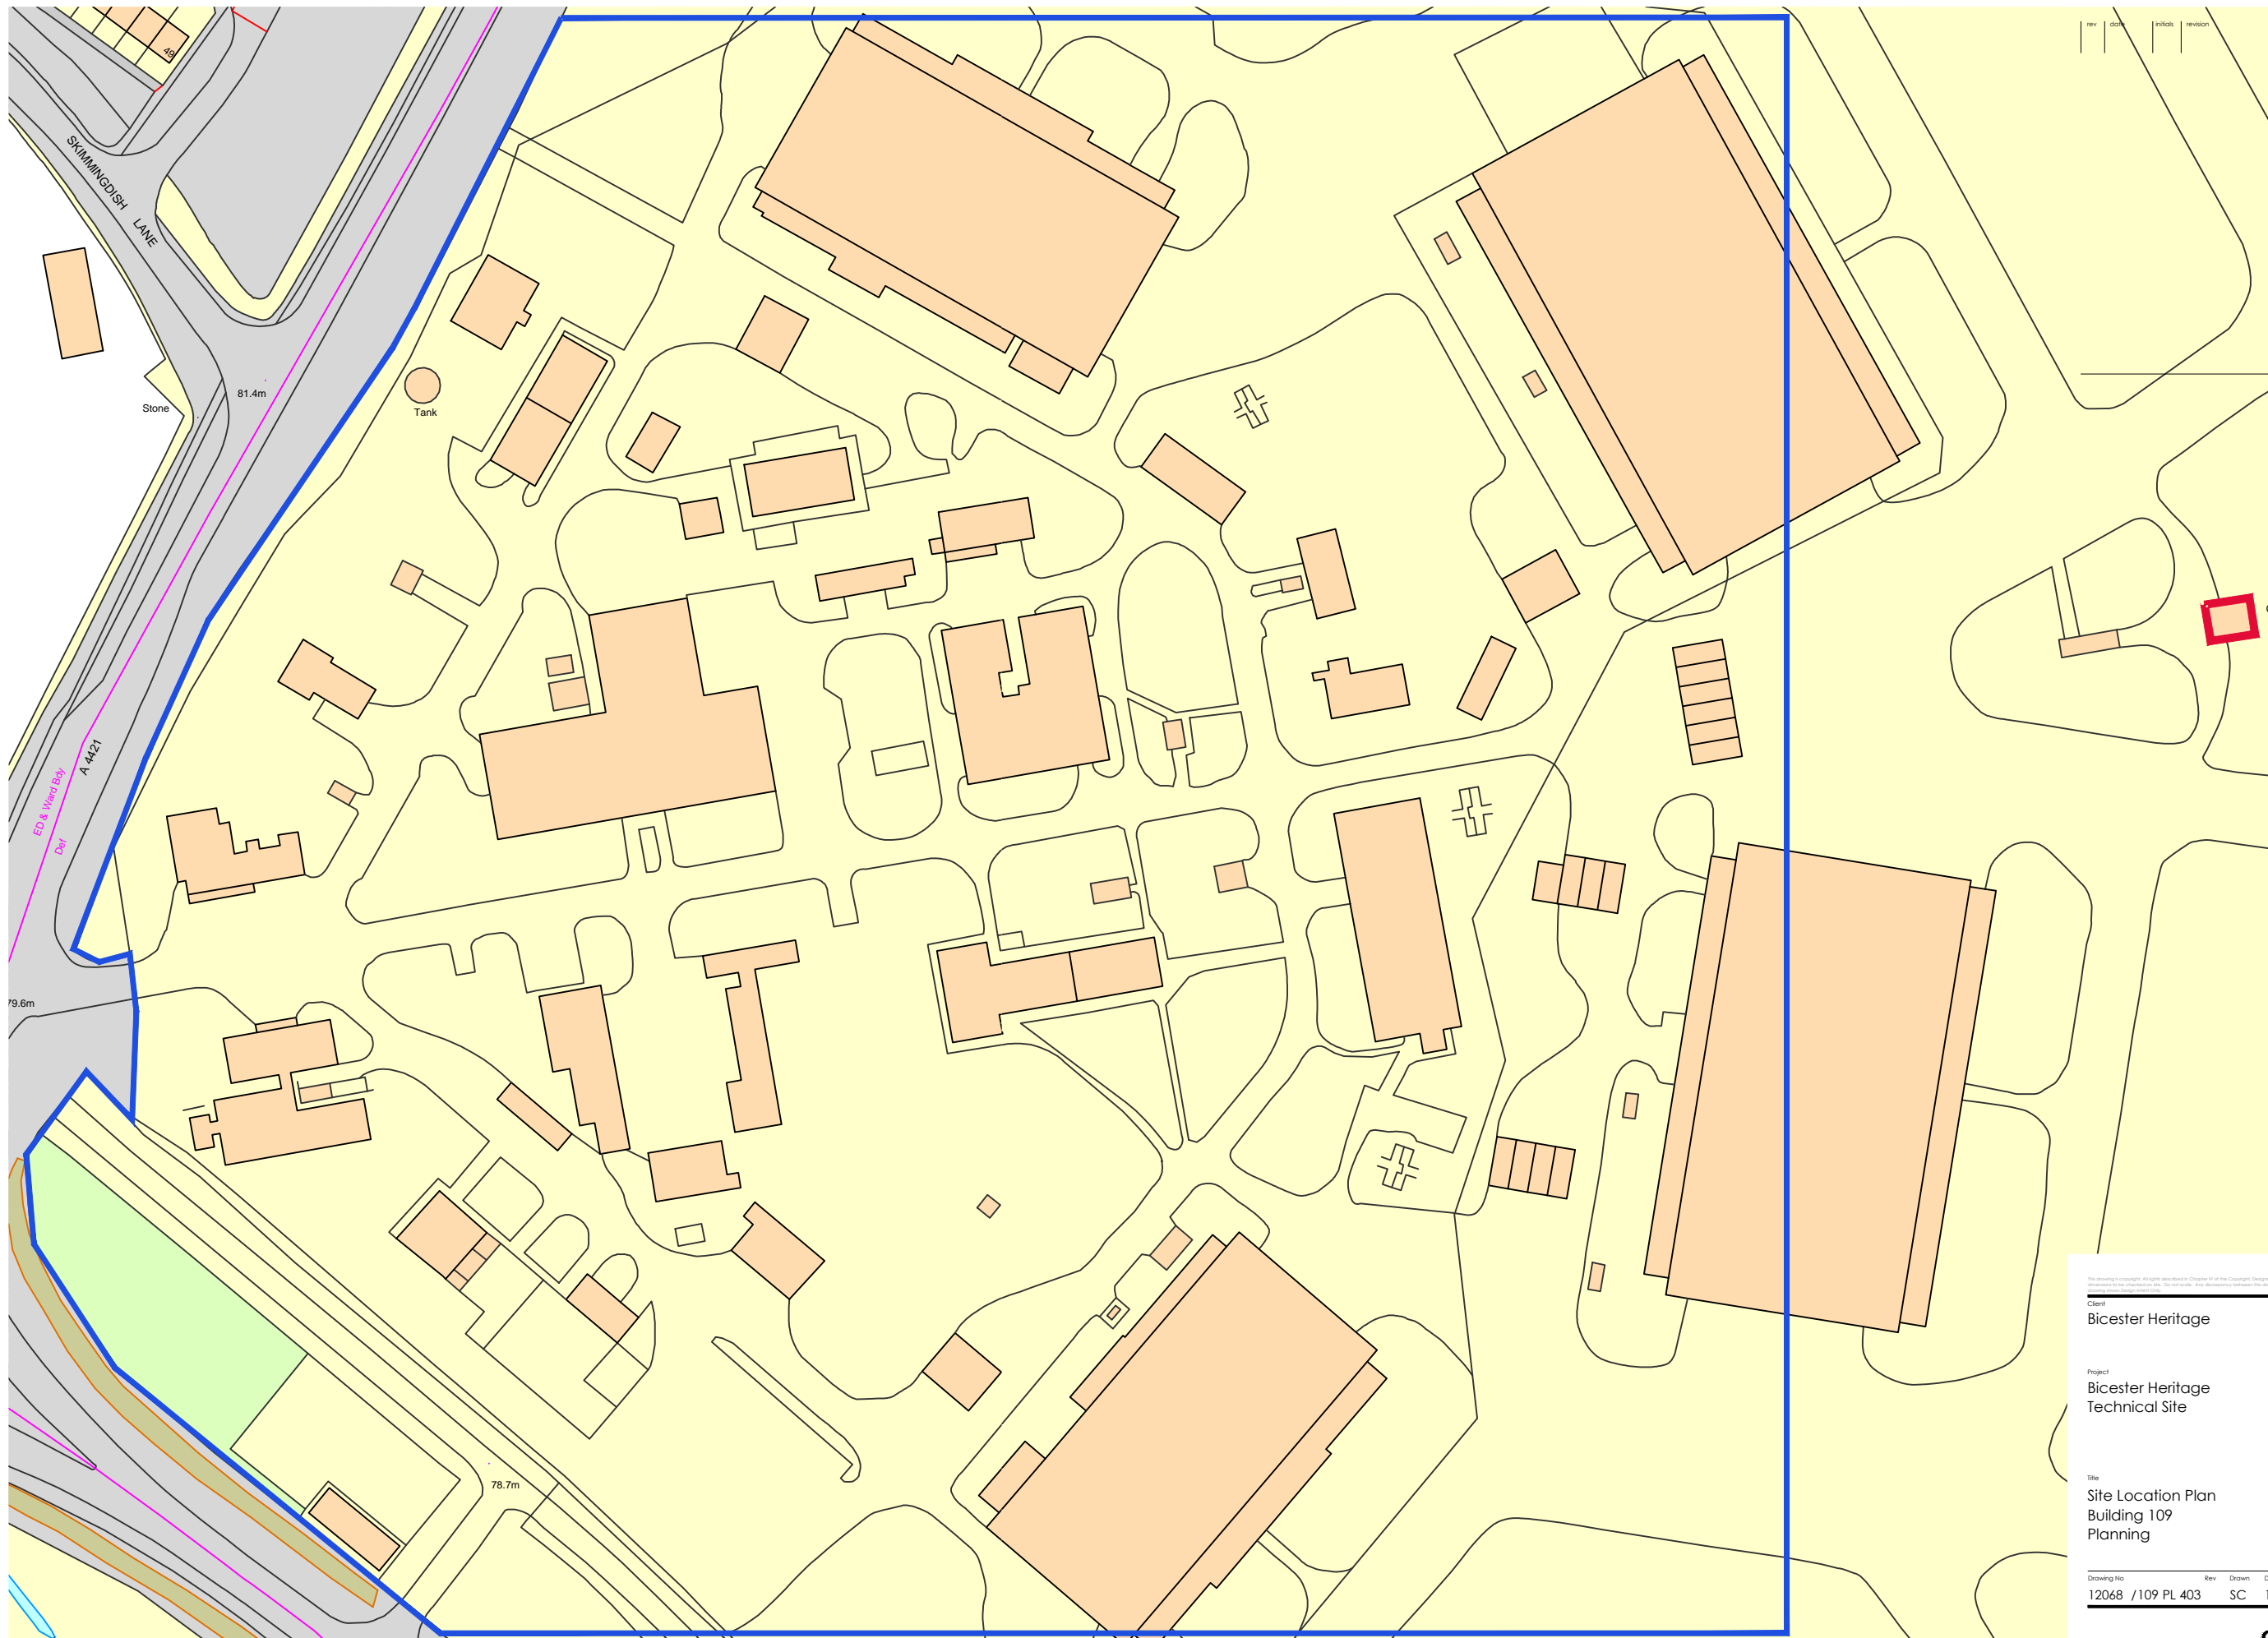 rev date initials revision
49
SKIMMINGDISH LANE
81.4m
Stone
Tank
A 4421
ED & Ward Bdy
Def
79.6m
78.7m
Client
Bicester Heritage
Project
Bicester Heritage
Technical Site
Title
Site Location Plan
Building 109
Planning
Drawing No Rev Drawn
12068 /109 PL 403 SC